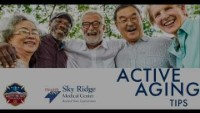 Sky Ridge
Medical Center
ACTIVE
AGING
TIPS